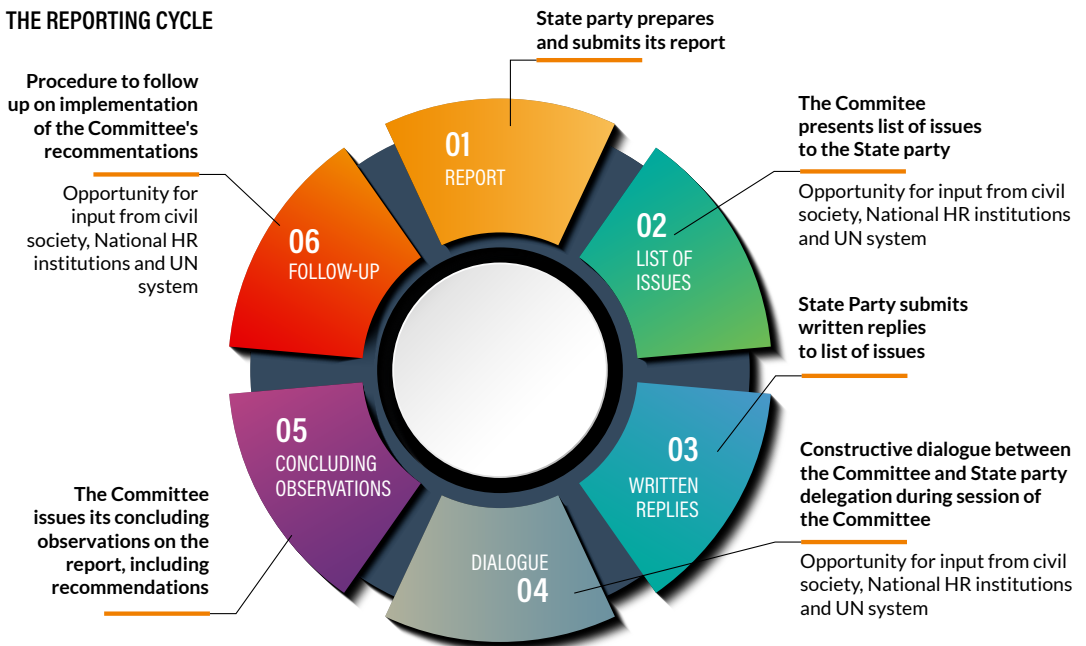 THE REPORTING CYCLE
State party prepares
and submits its report
01
REPORT
The Commitee
presents list of issues
to the State party
Opportunity for input from civil
society, National HR institutions
and UN system
02
LIST OF
ISSUES
State Party submits
written replies
to list of issues
03
WRITTEN
REPLIES
Constructive dialogue between
the Committee and State party
delegation during session of
the Committee
Opportunity for input from civil
society, National HR institutions
and UN system
DIALOGUE
04
The Committee
issues its concluding
observations on the
report, including
recommendations
05
CONCLUDING
OBSERVATIONS
Procedure to follow
up on implementation
of the Committee's
recommentations
Opportunity for
input from civil
society, National HR
institutions and UN
system
06
FOLLOW-UP